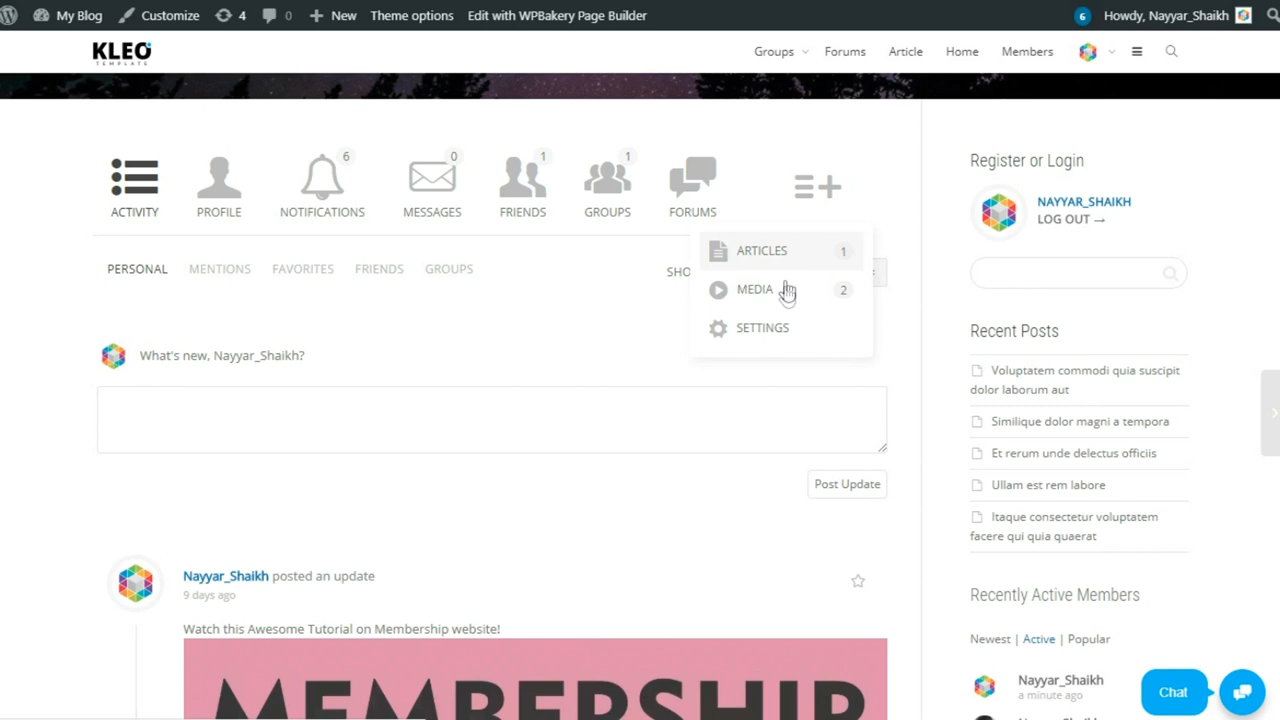 My Blog Customize 4 0 New Theme options Edit with WPBakery Page Builder 6 Howdy, Nayyar_Shaikh
KLEO
TEMPLATE
Groups Forums Article Home Members
6 0 1 1
ACTIVITY PROFILE NOTIFICATIONS MESSAGES FRIENDS GROUPS FORUMS
ARTICLES 1
MEDIA 2
SETTINGS
PERSONAL MENTIONS FAVORITES FRIENDS GROUPS
What's new, Nayyar_Shaikh?
Post Update
Nayyar_Shaikh posted an update
9 days ago
Watch this Awesome Tutorial on Membership website!
MEMBERSHIP
Register or Login
NAYYAR_SHAIKH
LOG OUT →
Recent Posts
Voluptatem commodi quia suscipit
dolor laborum aut
Similique dolor magni a tempora
Et rerum unde delectus officiis
Ullam est rem labore
Itaque consectetur voluptatem
facere qui quia quaerat
Recently Active Members
Newest | Active | Popular
Nayyar_Shaikh
a minute ago
Chat